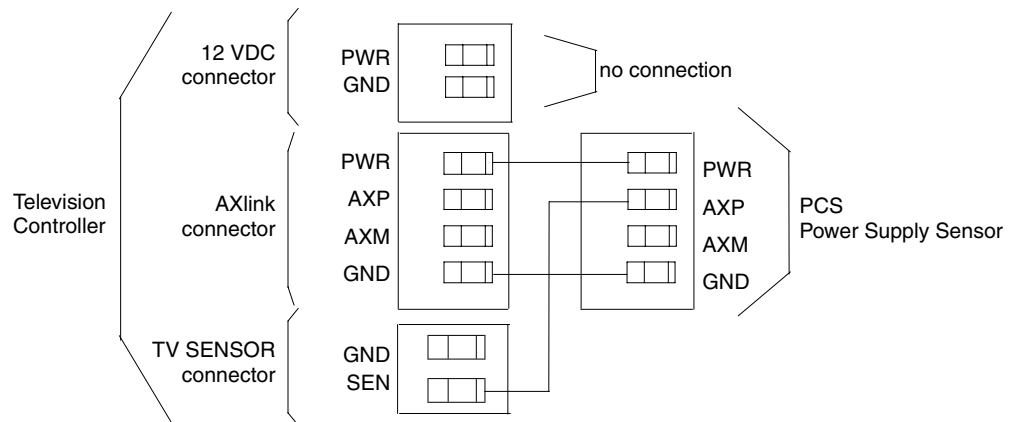 12 VDC
connector
PWR
GND
no connection
Television
Controller
AXlink
connector
PWR
AXP
AXM
GND
PWR
AXP
AXM
GND
PCS
Power Supply Sensor
TV SENSOR
connector
GND
SEN